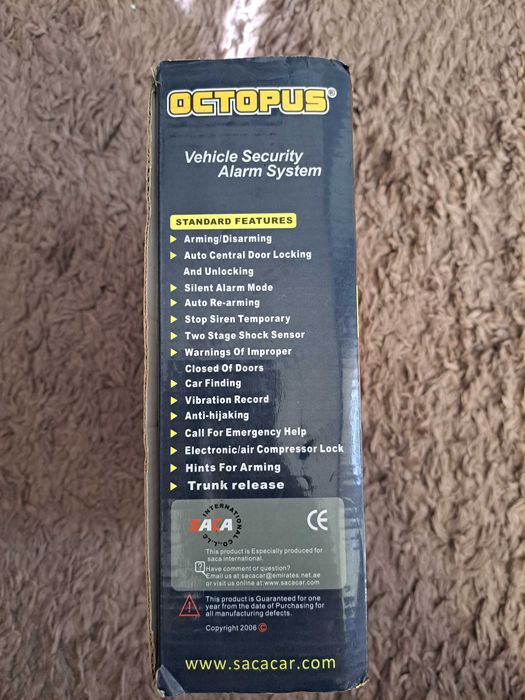 OCTOPUS®
Vehicle Security
Alarm System
STANDARD FEATURES
Arming/Disarming
Auto Central Door Locking
And Unlocking
Silent Alarm Mode
Auto Re-arming
Stop Siren Temporary
Two Stage Shock Sensor
Warnings Of Improper
Closed Of Doors
Car Finding
Vibration Record
Anti-hijaking
Call For Emergency Help
Electronic/air Compressor Lock
Hints For Arming
Trunk release
INTERNATIONAL CO., L.L.C
SACA
CE
This product is Especially produced for
saca international.
? Have comment or question?
Email us at sacacar@emirates.net.ae
or visit us online at www.sacacar.com
This product is Guaranteed for one
year from the date of Purchasing for
all manufacturing defects.
Copyright 2006 ©
www.sacacar.com